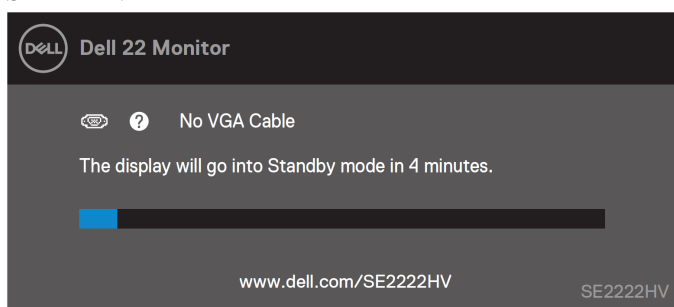 DELL
Dell 22 Monitor
? No VGA Cable
The display will go into Standby mode in 4 minutes.
www.dell.com/SE2222HV
SE2222HV